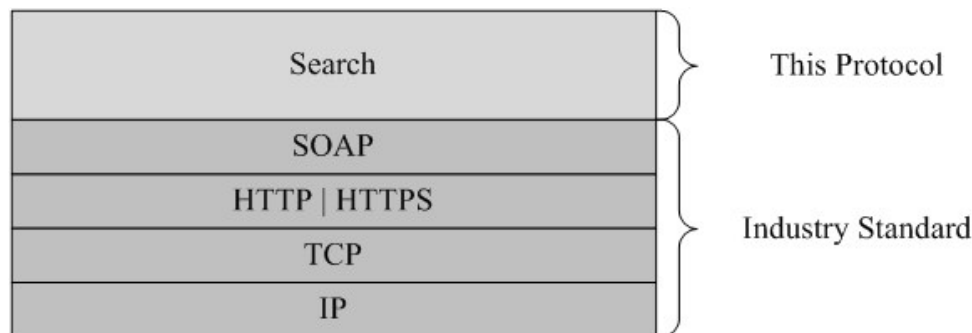 Search
This Protocol
SOAP
HTTP | HTTPS
Industry Standard
TCP
IP